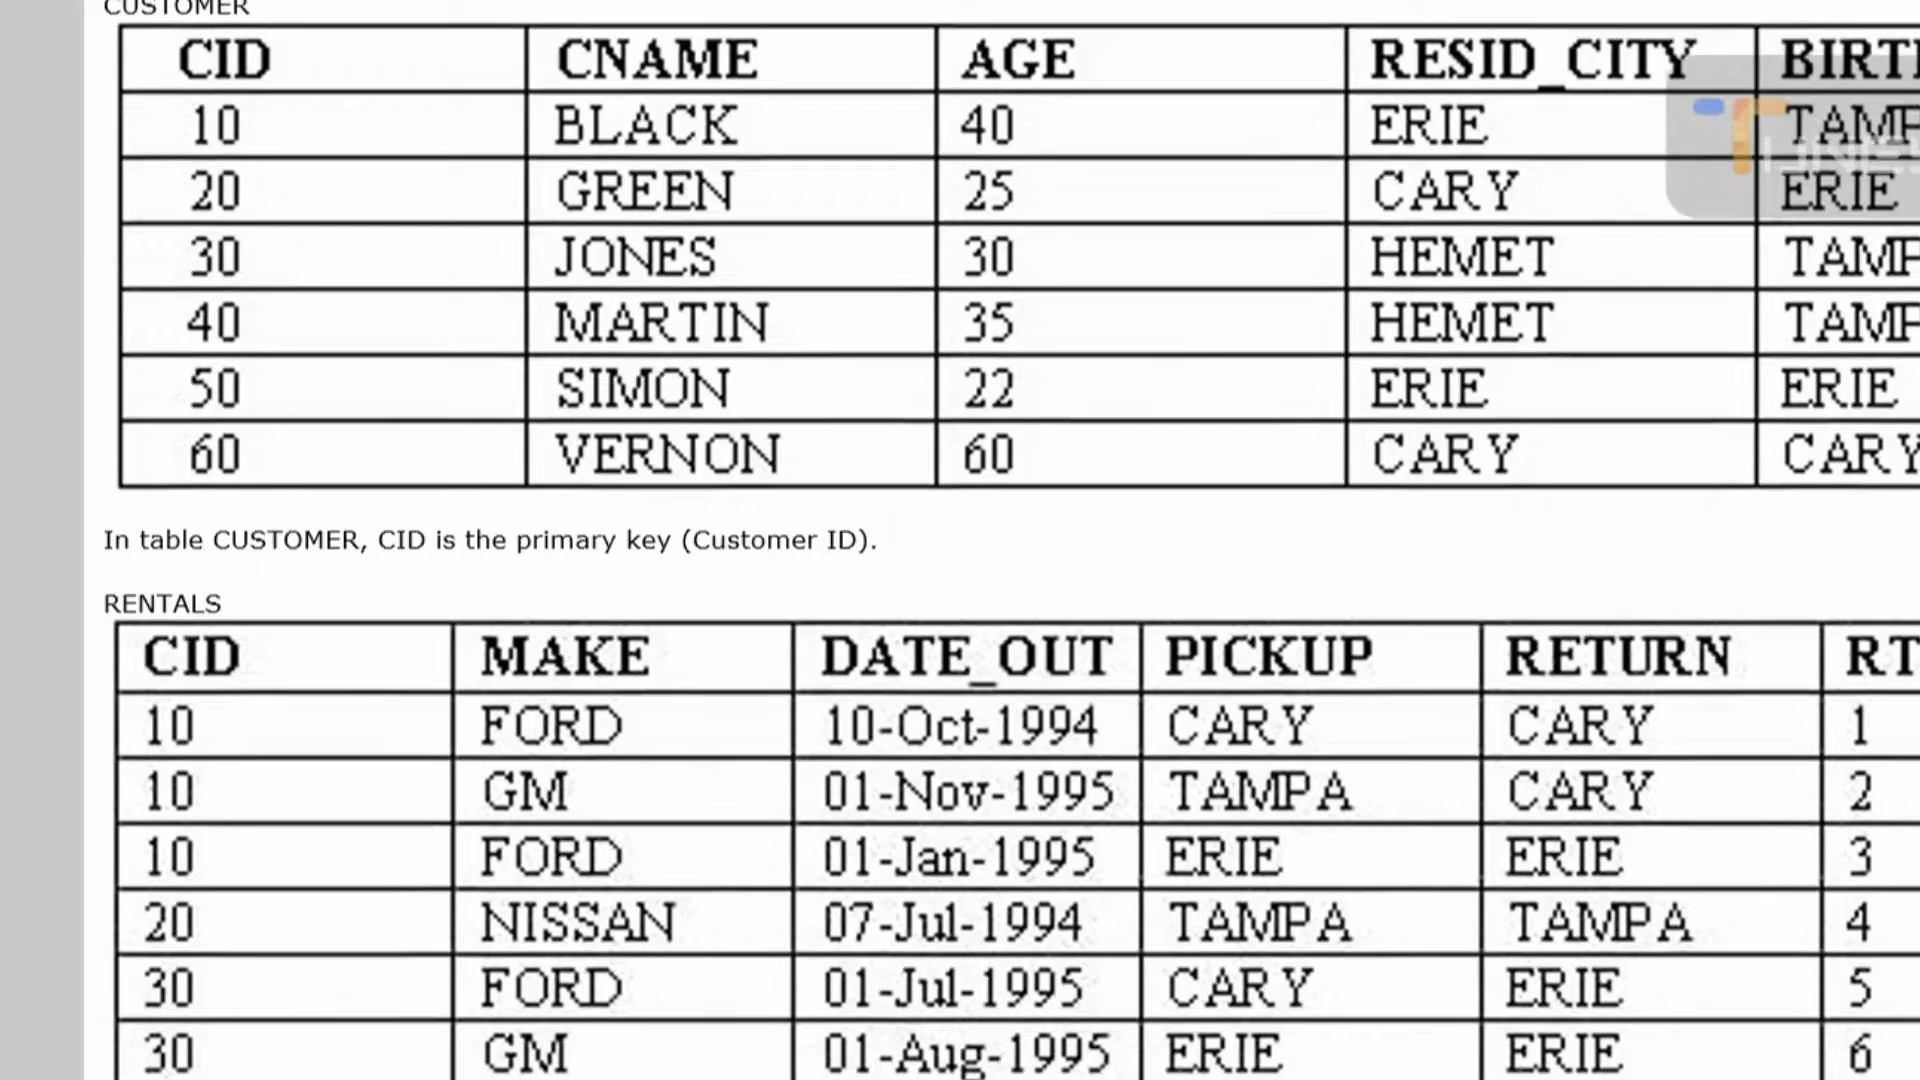 CUSTOMER
CID CNAME AGE RESID_CITY
10 BLACK 40 ERIE
20 GREEN 25 CARY ERIE
30 JONES 30 HEMET
40 MARTIN 35 HEMET
50 SIMON 22 ERIE ERIE
60 VERNON 60 CARY CARY
In table CUSTOMER, CID is the primary key (Customer ID).
RENTALS
CID MAKE DATE_OUT PICKUP RETURN RT
10 FORD 10-Oct-1994 CARY CARY 1
10 GM 01-Nov-1995 TAMPA CARY 2
10 FORD 01-Jan-1995 ERIE ERIE 3
20 NISSAN 07-Jul-1994 TAMPA TAMPA 4
30 FORD 01-Jul-1995 CARY ERIE 5
30 GM 01-Aug-1995 ERIE ERIE 6